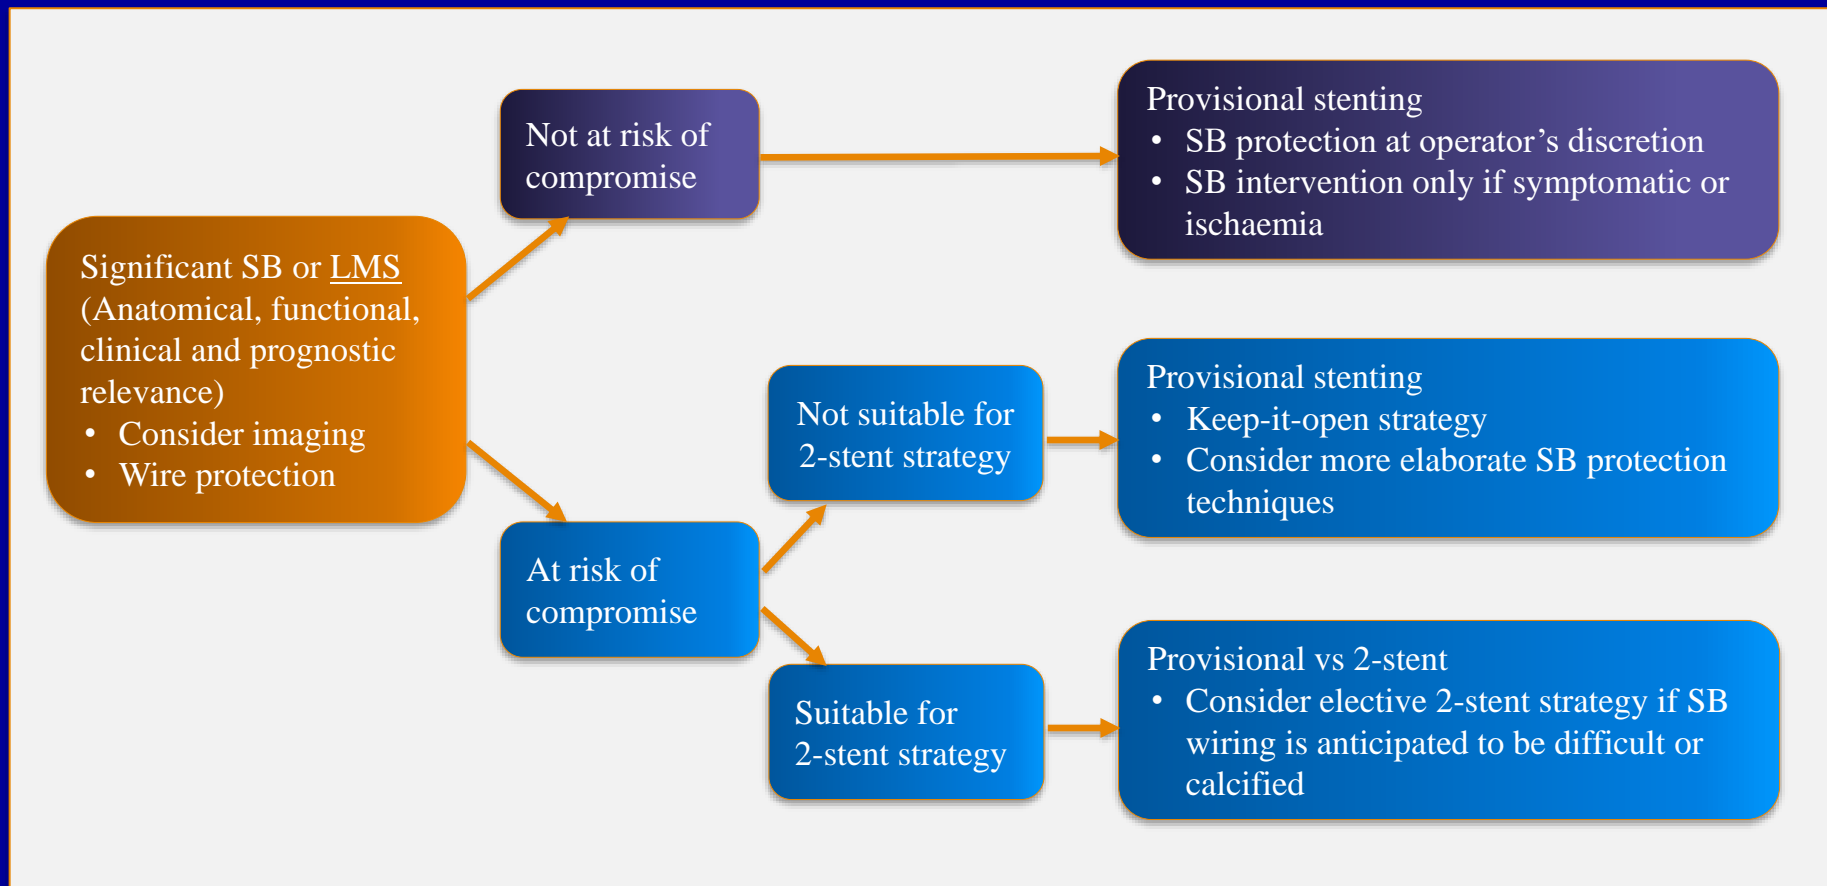 Significant SB or LMS
(Anatomical, functional,
clinical and prognostic
relevance)
• Consider imaging
• Wire protection
Not at risk of
compromise
Provisional stenting
• SB protection at operator’s discretion
• SB intervention only if symptomatic or
ischaemia
At risk of
compromise
Not suitable for
2-stent strategy
Provisional stenting
• Keep-it-open strategy
• Consider more elaborate SB protection
techniques
Suitable for
2-stent strategy
Provisional vs 2-stent
• Consider elective 2-stent strategy if SB
wiring is anticipated to be difficult or
calcified